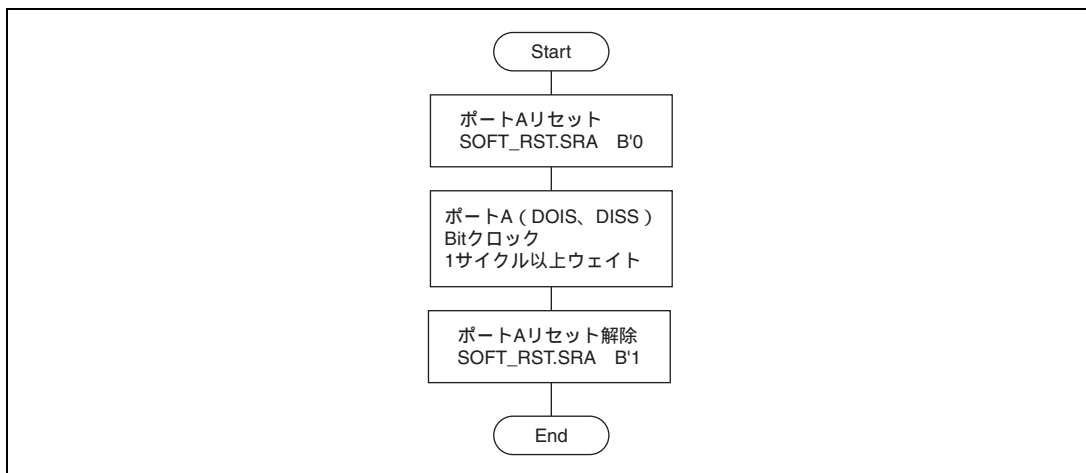 Start
ポートAリセット
SOFT_RST.SRA B'0
ポートA（DOIS、DISS）
Bitクロック
1サイクル以上ウェイト
ポートAリセット解除
SOFT_RST.SRA B'1
End